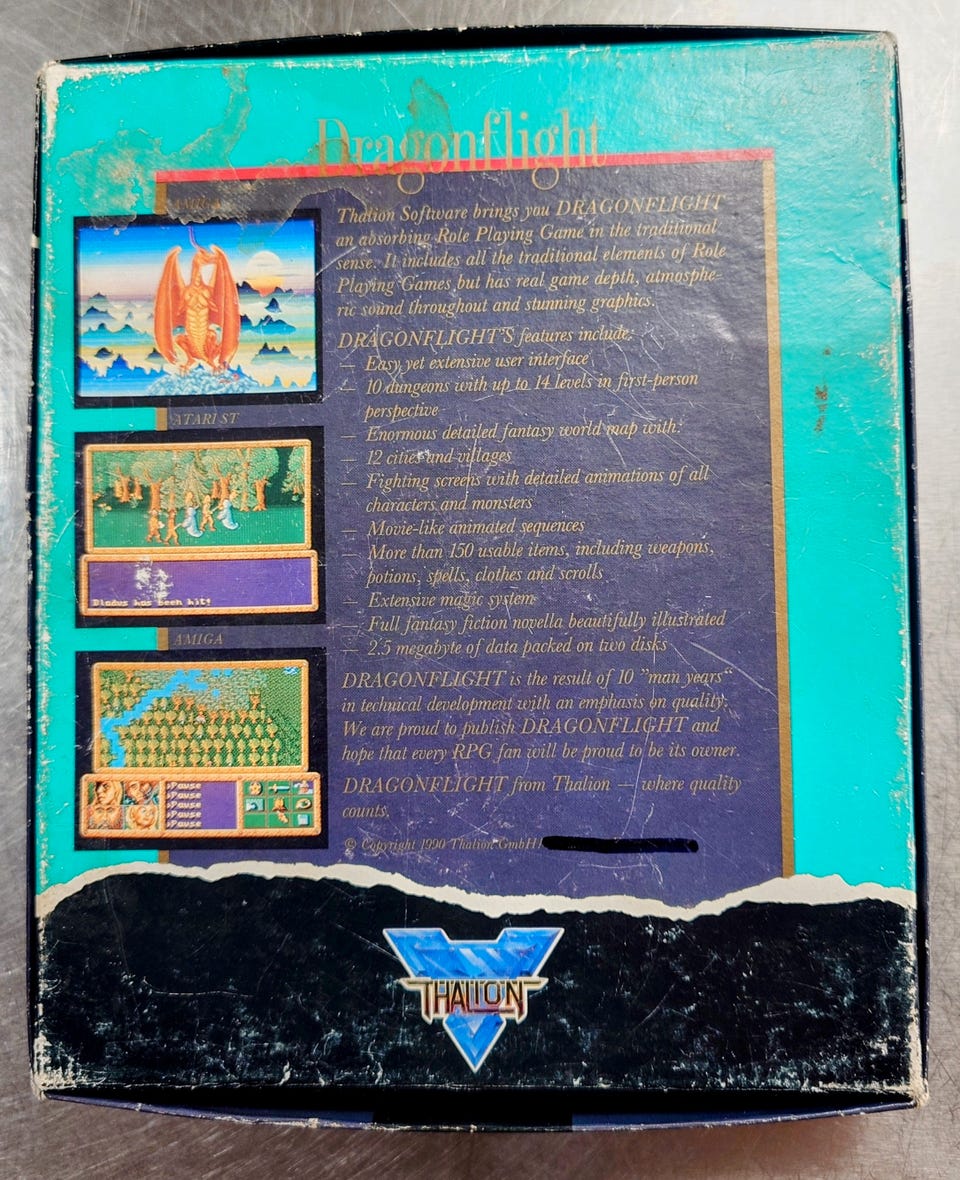 Dragonflight
AMIGA
Thalion Software brings you DRAGONFLIGHT
an absorbing Role Playing Game in the traditional
sense. It includes all the traditional elements of Role
Playing Games but has real game depth, atmosphe-
ric sound throughout and stunning graphics.
DRAGONFLIGHT'S features include:
— Easy yet extensive user interface
— 10 dungeons with up to 14 levels in first-person
perspective
— Enormous detailed fantasy world map with:
— 12 cities and villages
— Fighting screens with detailed animations of all
characters and monsters
— Movie-like animated sequences
— More than 150 usable items, including weapons,
potions, spells, clothes and scrolls
— Extensive magic system
— Full fantasy fiction novella beautifully illustrated
— 2.5 megabyte of data packed on two disks
DRAGONFLIGHT is the result of 10 "man years"
in technical development with an emphasis on quality.
We are proud to publish DRAGONFLIGHT and
hope that every RPG fan will be proud to be its owner.
DRAGONFLIGHT from Thalion — where quality
counts.
© Copyright 1990 Thalion GmbH
ATARI ST
Bladus has been hit!
AMIGA
›Pause
›Pause
›Pause
›Pause
›Pause
THALION